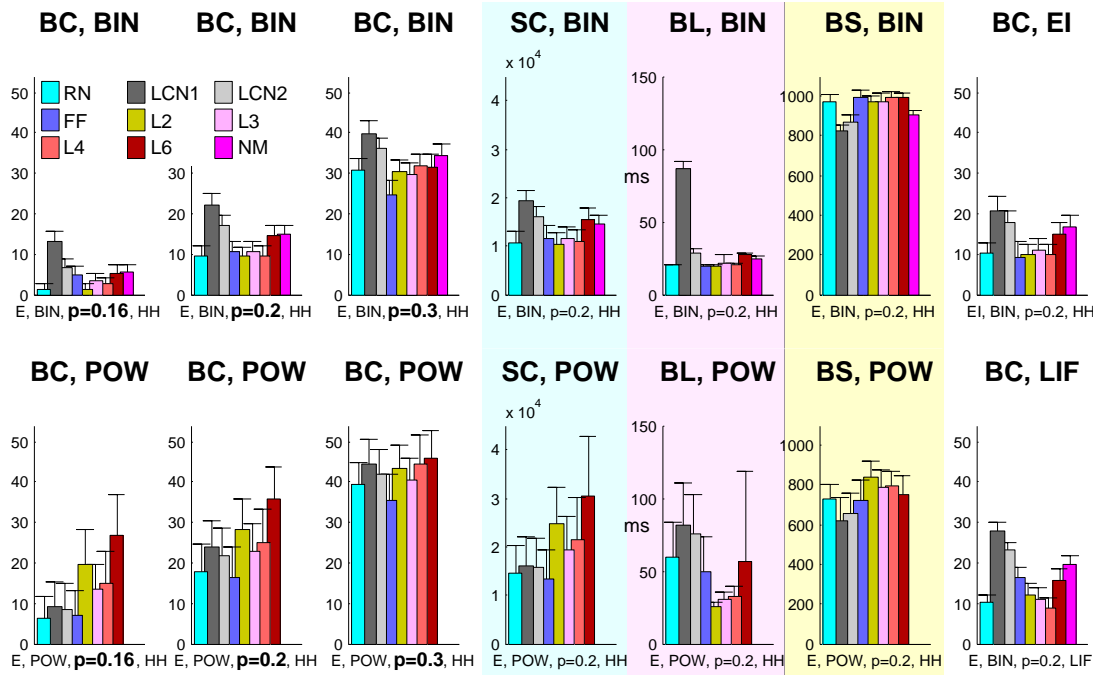 BC, BIN BC, BIN BC, BIN SC, BIN BL, BIN BS, BIN BC, EI
x 10^4
50 40 30 20 10 0
RN LCN1 LCN2
FF L2 L3
L4 L6 NM
50 40 30 20 10 0
50 40 30 20 10 0
4 3 2 1 0
150 100 ms 50 0
1000 800 600 400 200 0
50 40 30 20 10 0
E, BIN, p=0.16, HH E, BIN, p=0.2, HH E, BIN, p=0.3, HH E, BIN, p=0.2, HH E, BIN, p=0.2, HH E, BIN, p=0.2, HH EI, BIN, p=0.2, HH
BC, POW BC, POW BC, POW SC, POW BL, POW BS, POW BC, LIF
x 10^4
50 40 30 20 10 0
50 40 30 20 10 0
50 40 30 20 10 0
4 3 2 1 0
150 100 ms 50 0
1000 800 600 400 200 0
50 40 30 20 10 0
E, POW, p=0.16, HH E, POW, p=0.2, HH E, POW, p=0.3, HH E, POW, p=0.2, HH E, POW, p=0.2, HH E, POW, p=0.2, HH E, BIN, p=0.2, LIF